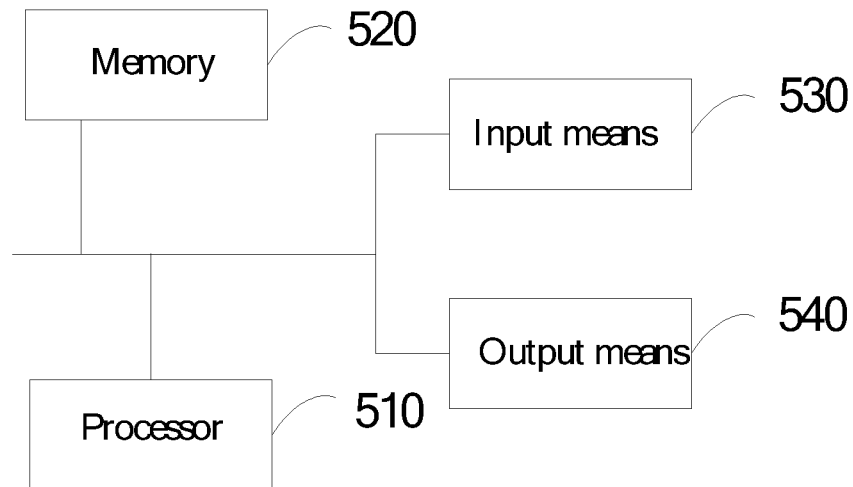 Memory
520
Input means
530
Output means
540
Processor
510